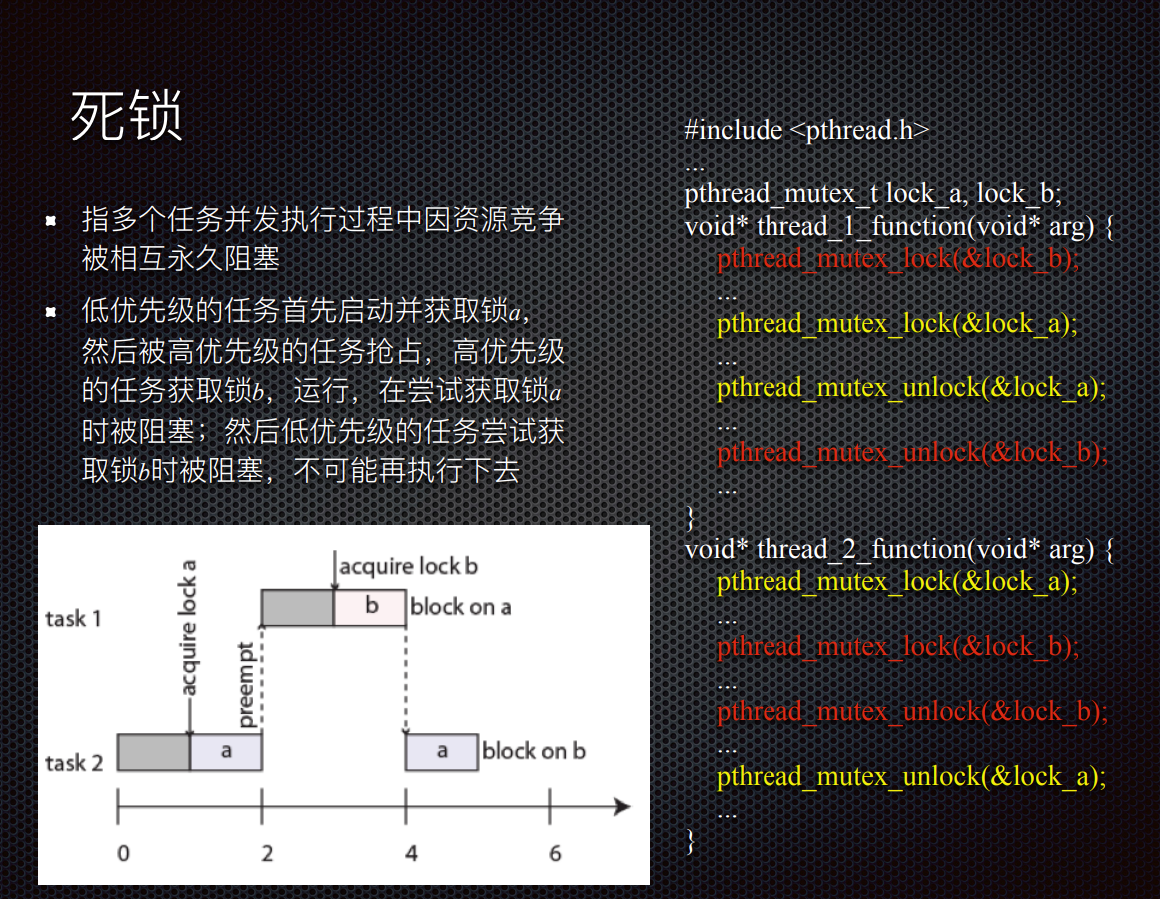 死锁
指多个任务并发执行过程中因资源竞争
被相互永久阻塞
低优先级的任务首先启动并获取锁a,
然后被高优先级的任务抢占，高优先级
的任务获取锁b，运行，在尝试获取锁a
时被阻塞；然后低优先级的任务尝试获
取锁b时被阻塞，不可能再执行下去
#include <pthread.h>
...
pthread_mutex_t lock_a, lock_b;
void* thread_1_function(void* arg) {
pthread_mutex_lock(&lock_b);
...
pthread_mutex_lock(&lock_a);
...
pthread_mutex_unlock(&lock_a);
...
pthread_mutex_unlock(&lock_b);
...
}
void* thread_2_function(void* arg) {
pthread_mutex_lock(&lock_a);
...
pthread_mutex_lock(&lock_b);
...
pthread_mutex_unlock(&lock_b);
...
pthread_mutex_unlock(&lock_a);
...
}
acquire lock b
task 1
b
block on a
acquire lock a
preempt
task 2
a
a
block on b
0 2 4 6